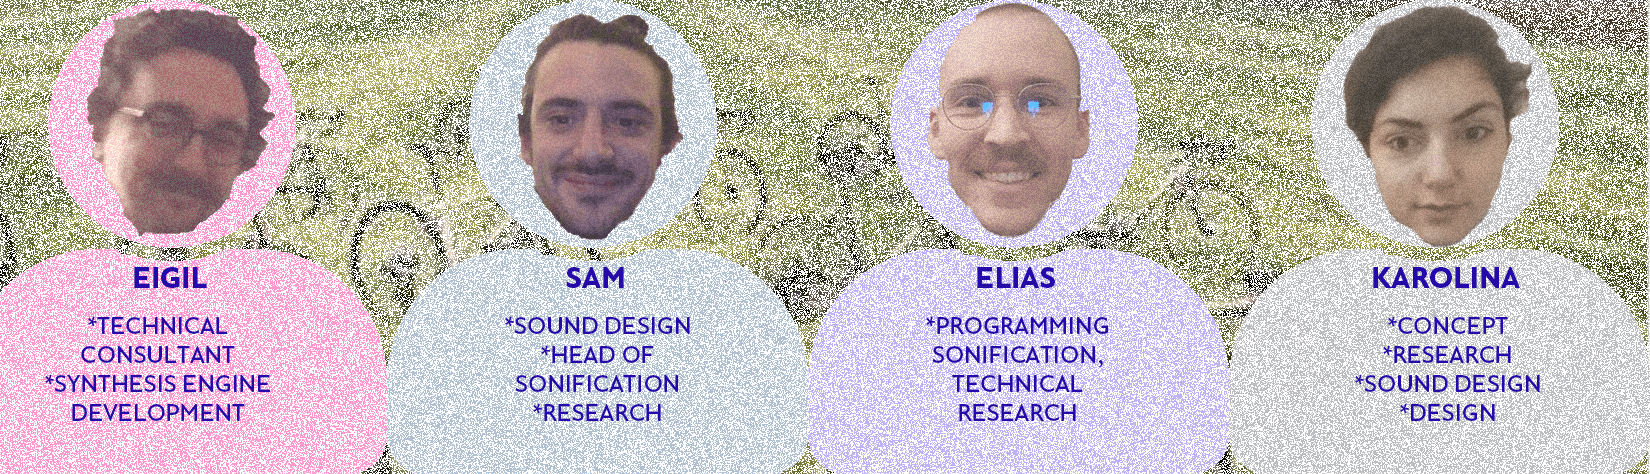 EIGIL
*TECHNICAL
CONSULTANT
*SYNTHESIS ENGINE
DEVELOPMENT
SAM
*SOUND DESIGN
*HEAD OF
SONIFICATION
*RESEARCH
ELIAS
*PROGRAMMING
SONIFICATION,
TECHNICAL
RESEARCH
KAROLINA
*CONCEPT
*RESEARCH
*SOUND DESIGN
*DESIGN